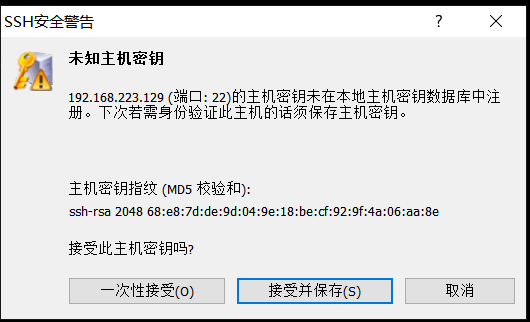 SSH安全警告
未知主机密钥
192.168.223.129 (端口: 22)的主机密钥未在本地主机密钥数据库中注
册。下次若需身份验证此主机的话须保存主机密钥。
主机密钥指纹 (MD5 校验和):
ssh-rsa 2048 68:e8:7d:de:9d:04:9e:18:be:cf:92:9f:4a:06:aa:8e
接受此主机密钥吗?
一次性接受(O) 接受并保存(S) 取消